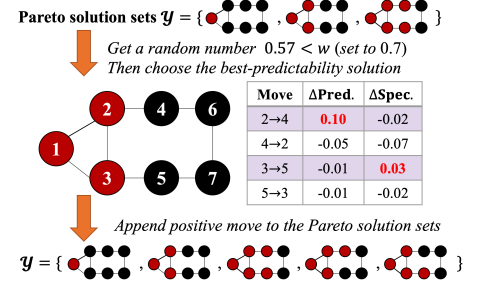 Pareto solution sets 𝒴 = { , , }
Get a random number 0.57 < w (set to 0.7)
Then choose the best-predictability solution
Move ΔPred. ΔSpec.
2→4 0.10 -0.02
4→2 -0.05 -0.07
3→5 -0.01 0.03
5→3 -0.01 -0.02
2 4 6
1
3 5 7
Append positive move to the Pareto solution sets
𝒴 = { , , , , }